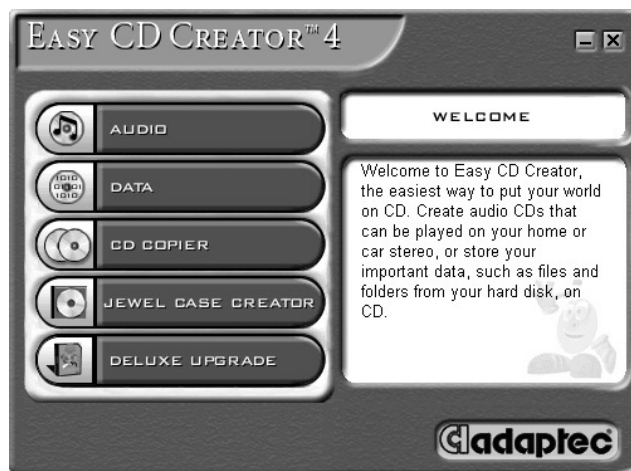 EASY CD CREATOR™ 4
AUDIO
DATA
CD COPIER
JEWEL CASE CREATOR
DELUXE UPGRADE
WELCOME
Welcome to Easy CD Creator,
the easiest way to put your world
on CD. Create audio CDs that
can be played on your home or
car stereo, or store your
important data, such as files and
folders from your hard disk, on
CD.
adaptec